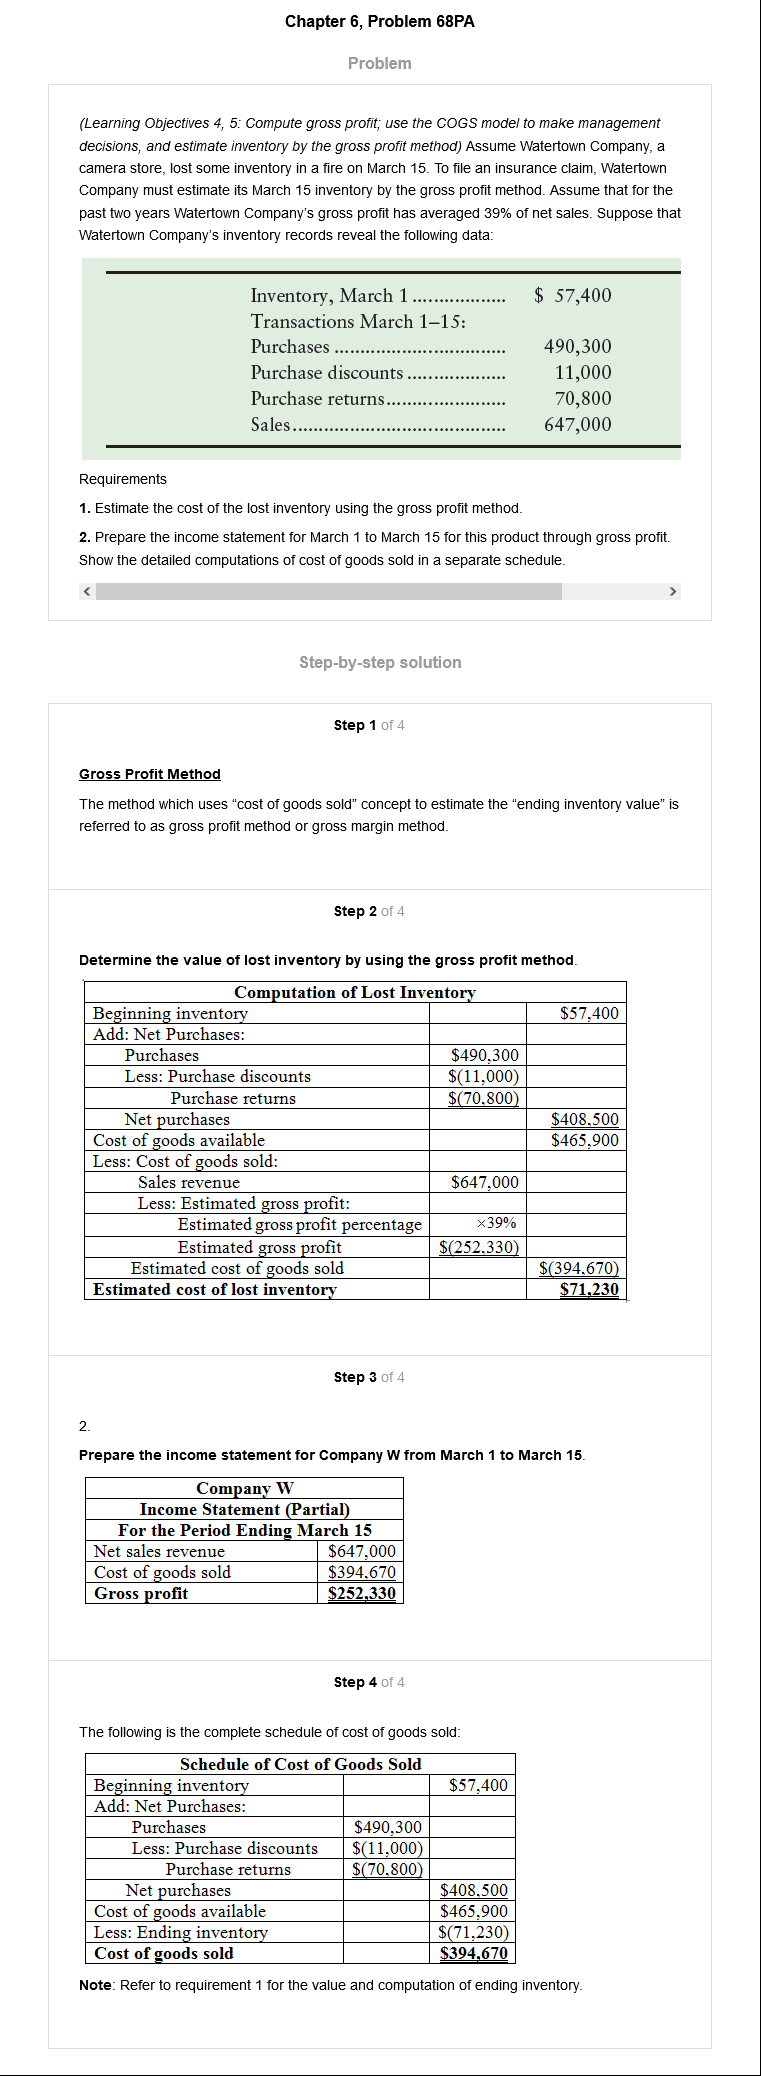 Chapter 6, Problem 68PA
Problem
(Learning Objectives 4, 5: Compute gross profit; use the COGS model to make management
decisions, and estimate inventory by the gross profit method) Assume Watertown Company, a
camera store, lost some inventory in a fire on March 15. To file an insurance claim, Watertown
Company must estimate its March 15 inventory by the gross profit method. Assume that for the
past two years Watertown Company's gross profit has averaged 39% of net sales. Suppose that
Watertown Company's inventory records reveal the following data:
Inventory, March 1 ................. $ 57,400
Transactions March 1–15:
Purchases ............................... 490,300
Purchase discounts .................. 11,000
Purchase returns...................... 70,800
Sales....................................... 647,000
Requirements
1. Estimate the cost of the lost inventory using the gross profit method.
2. Prepare the income statement for March 1 to March 15 for this product through gross profit.
Show the detailed computations of cost of goods sold in a separate schedule.
Step-by-step solution
Step 1 of 4
Gross Profit Method
The method which uses “cost of goods sold” concept to estimate the “ending inventory value” is
referred to as gross profit method or gross margin method.
Step 2 of 4
Determine the value of lost inventory by using the gross profit method.
Computation of Lost Inventory
Beginning inventory $57,400
Add: Net Purchases:
Purchases $490,300
Less: Purchase discounts $(11,000)
Purchase returns $(70,800)
Net purchases $408,500
Cost of goods available $465,900
Less: Cost of goods sold:
Sales revenue $647,000
Less: Estimated gross profit:
Estimated gross profit percentage ×39%
Estimated gross profit $(252,330)
Estimated cost of goods sold $(394,670)
Estimated cost of lost inventory $71,230
Step 3 of 4
2.
Prepare the income statement for Company W from March 1 to March 15.
Company W
Income Statement (Partial)
For the Period Ending March 15
Net sales revenue $647,000
Cost of goods sold $394,670
Gross profit $252,330
Step 4 of 4
The following is the complete schedule of cost of goods sold:
Schedule of Cost of Goods Sold
Beginning inventory $57,400
Add: Net Purchases:
Purchases $490,300
Less: Purchase discounts $(11,000)
Purchase returns $(70,800)
Net purchases $408,500
Cost of goods available $465,900
Less: Ending inventory $(71,230)
Cost of goods sold $394,670
Note: Refer to requirement 1 for the value and computation of ending inventory.